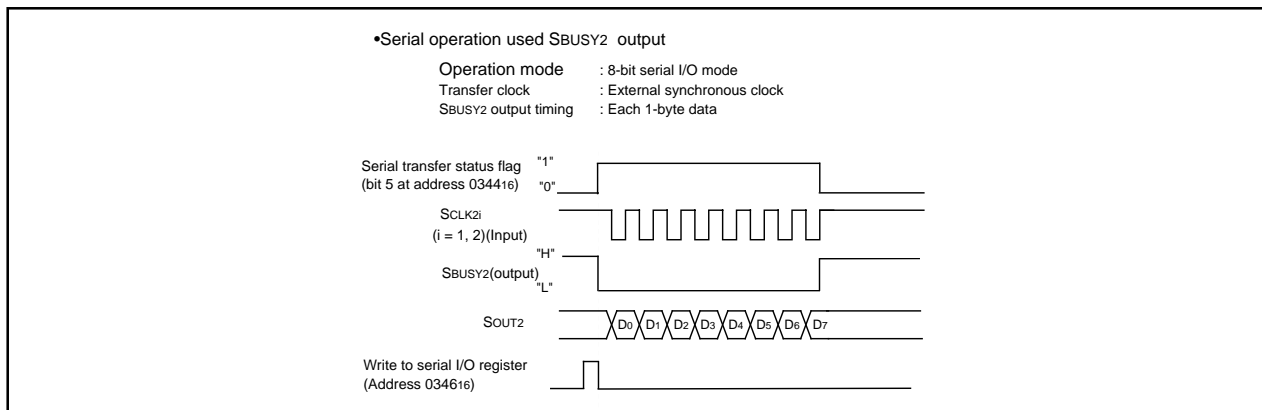 •Serial operation used SBUSY2 output
Operation mode : 8-bit serial I/O mode
Transfer clock : External synchronous clock
SBUSY2 output timing : Each 1-byte data
Serial transfer status flag "1"
(bit 5 at address 034416) "0"
SCLK2i
(i = 1, 2)(Input)
"H"
SBUSY2(output)
"L"
SOUT2 D0 D1 D2 D3 D4 D5 D6 D7
Write to serial I/O register
(Address 034616)